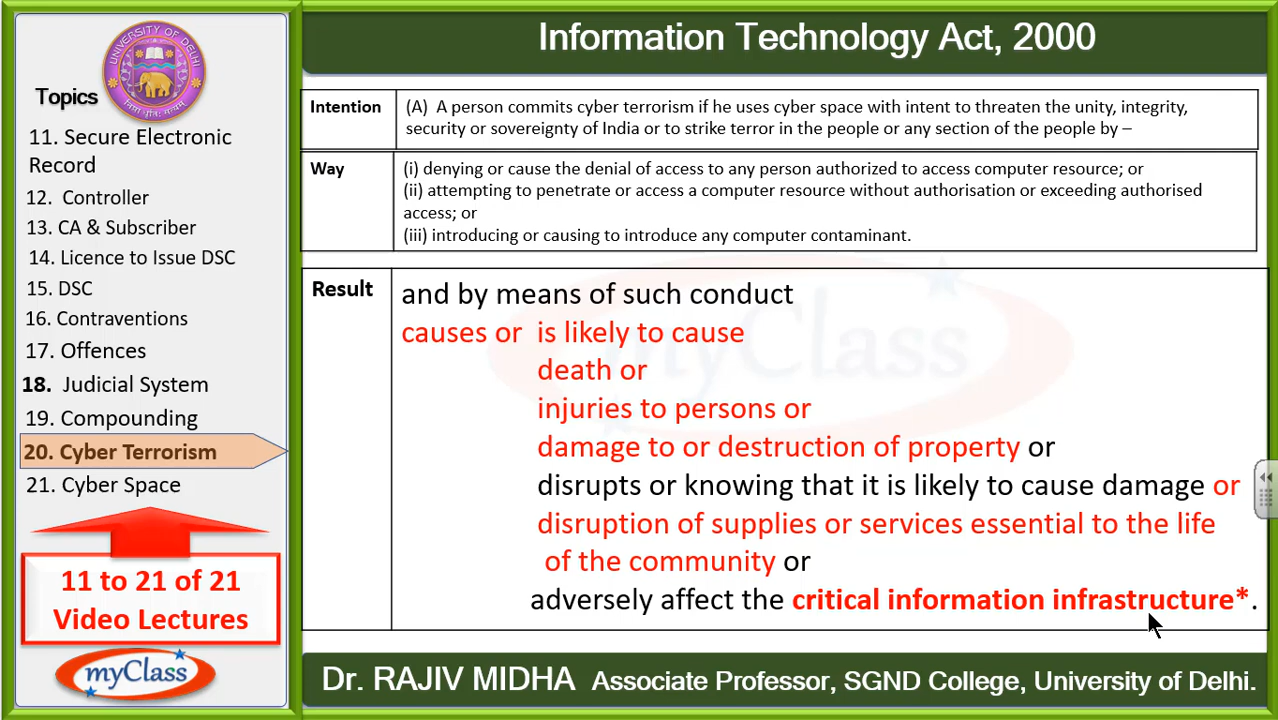 Information Technology Act, 2000
UNIVERSITY OF DELHI
Topics
11. Secure Electronic
Record
12. Controller
13. CA & Subscriber
14. Licence to Issue DSC
15. DSC
16. Contraventions
17. Offences
18. Judicial System
19. Compounding
20. Cyber Terrorism
21. Cyber Space
11 to 21 of 21
Video Lectures
myClass
Intention
(A) A person commits cyber terrorism if he uses cyber space with intent to threaten the unity, integrity,
security or sovereignty of India or to strike terror in the people or any section of the people by –
Way
(i) denying or cause the denial of access to any person authorized to access computer resource; or
(ii) attempting to penetrate or access a computer resource without authorisation or exceeding authorised
access; or
(iii) introducing or causing to introduce any computer contaminant.
Result
and by means of such conduct
causes or is likely to cause
death or
injuries to persons or
damage to or destruction of property or
disrupts or knowing that it is likely to cause damage or
disruption of supplies or services essential to the life
of the community or
adversely affect the critical information infrastructure*.
myClass
Dr. RAJIV MIDHA Associate Professor, SGND College, University of Delhi.